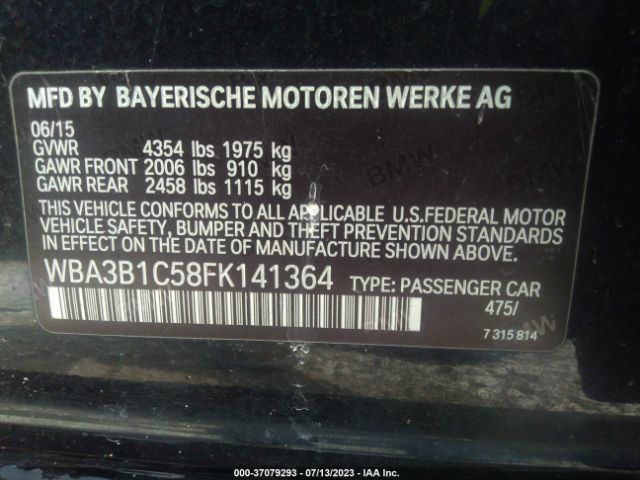 MFD BY BAYERISCHE MOTOREN WERKE AG
06/15
GVWR 4354 lbs 1975 kg
GAWR FRONT 2006 lbs 910 kg
GAWR REAR 2458 lbs 1115 kg
THIS VEHICLE CONFORMS TO ALL APPLICABLE U.S.FEDERAL MOTOR
VEHICLE SAFETY, BUMPER AND THEFT PREVENTION STANDARDS
IN EFFECT ON THE DATE OF MANUFACTURE SHOWN ABOVE.
WBA3B1C58FK141364 TYPE: PASSENGER CAR
475/
7 315 814
BMW
000-37079293 - 07/13/2023 - IAA Inc.